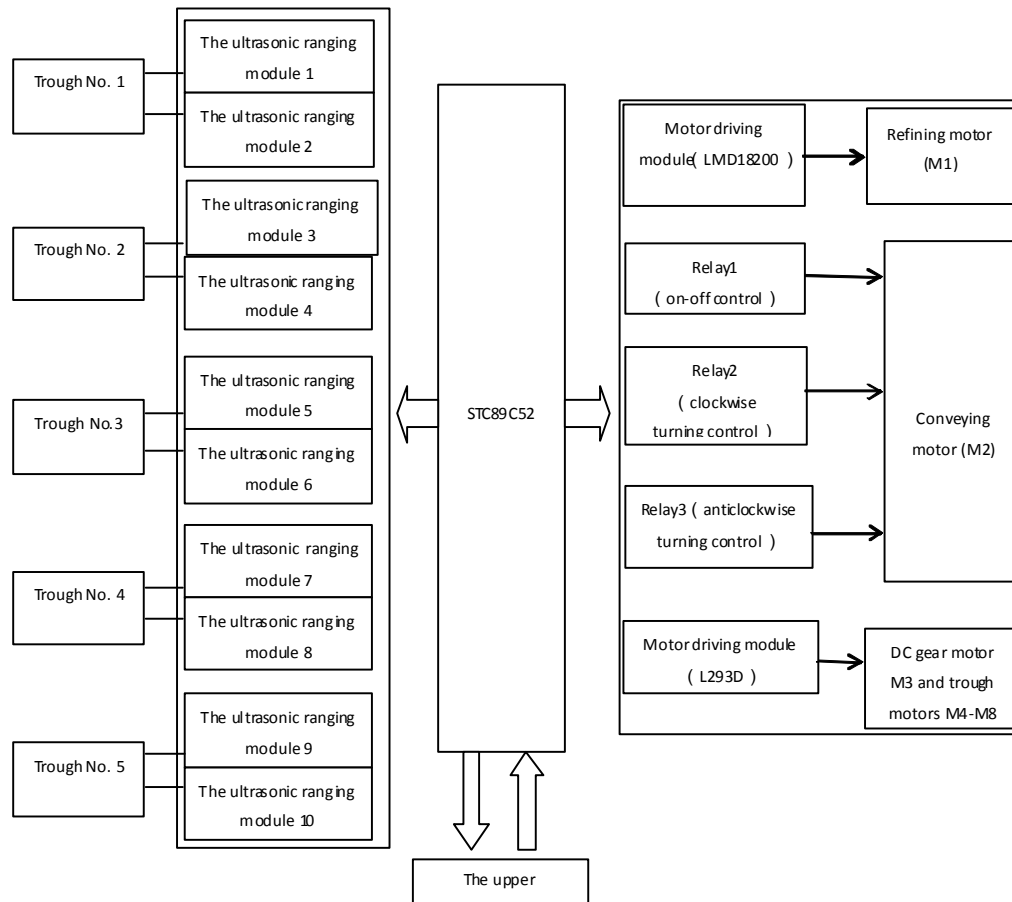 Trough No. 1
The ultrasonic ranging
module 1
The ultrasonic ranging
module 2
Trough No. 2
The ultrasonic ranging
module 3
The ultrasonic ranging
module 4
Trough No.3
The ultrasonic ranging
module 5
The ultrasonic ranging
module 6
Trough No. 4
The ultrasonic ranging
module 7
The ultrasonic ranging
module 8
Trough No. 5
The ultrasonic ranging
module 9
The ultrasonic ranging
module 10
STC89C52
The upper
Motor driving
module( LMD18200 )
Refining motor
(M1)
Relay1
( on-off control )
Relay2
( clockwise
turning control )
Relay3 ( anticlockwise
turning control )
Conveying
motor (M2)
Motor driving module
( L293D )
DC gear motor
M3 and trough
motors M4-M8